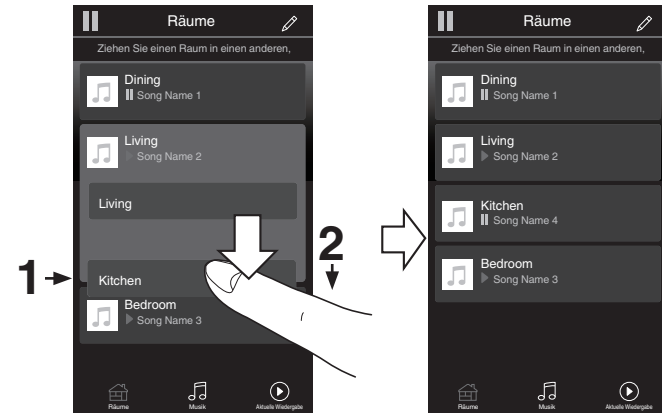 Räume
Ziehen Sie einen Raum in einen anderen,
Dining
Song Name 1
Living
Song Name 2
Living
Kitchen
Bedroom
Song Name 3
1
2
Räume
Musik
Aktuelle Wiedergabe
Räume
Ziehen Sie einen Raum in einen anderen,
Dining
Song Name 1
Living
Song Name 2
Kitchen
Song Name 4
Bedroom
Song Name 3
Räume
Musik
Aktuelle Wiedergabe